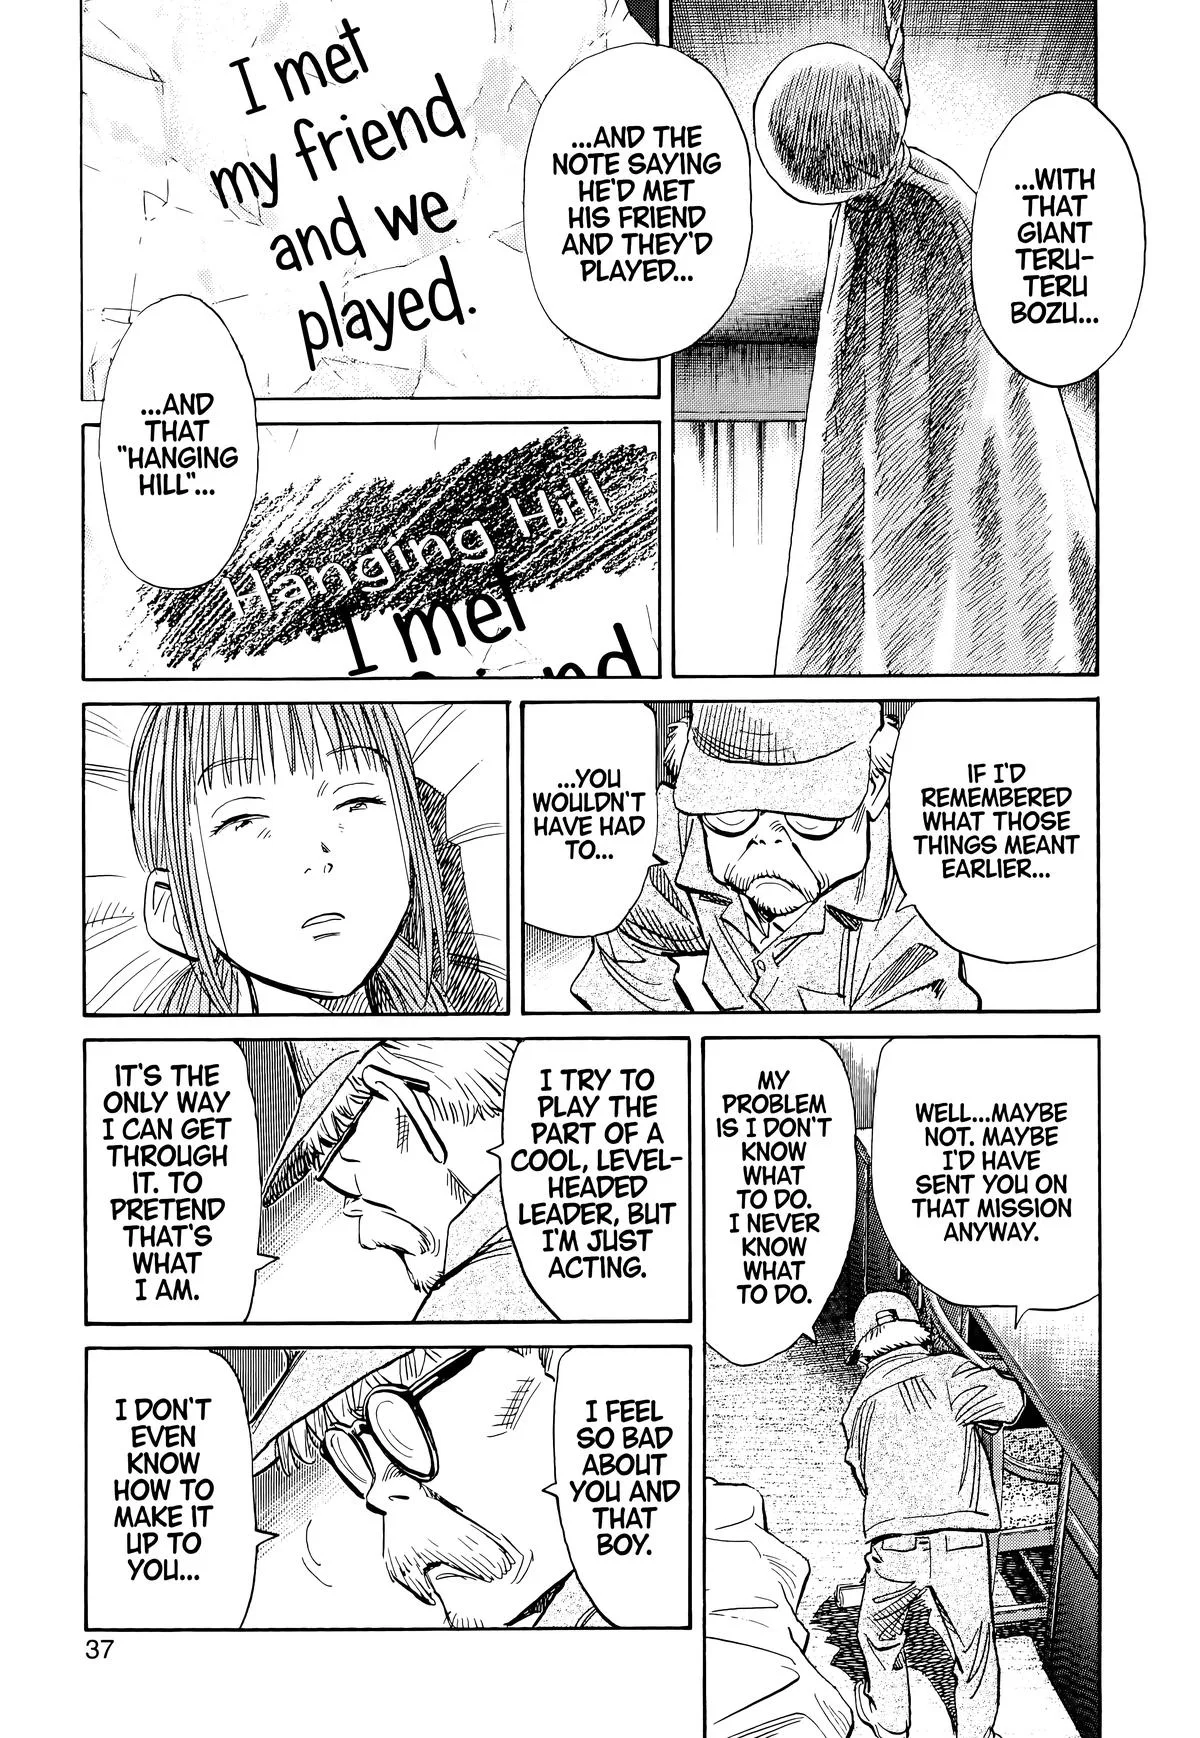 ...WITH
THAT
GIANT
TERU-
TERU
BOZU...
...AND THE
NOTE SAYING
HE'D MET
HIS FRIEND
AND THEY'D
PLAYED...
I met
my friend
and we
played.
...AND
THAT
"HANGING
HILL"...
Hanging Hill
I met
IF I'D
REMEMBERED
WHAT THOSE
THINGS MEANT
EARLIER...
...YOU
WOULDN'T
HAVE HAD
TO...
WELL...MAYBE
NOT. MAYBE
I'D HAVE
SENT YOU ON
THAT MISSION
ANYWAY.
MY
PROBLEM
IS I DON'T
KNOW
WHAT
TO DO.
I NEVER
KNOW
WHAT
TO DO.
I TRY TO
PLAY THE
PART OF A
COOL, LEVEL-
HEADED
LEADER, BUT
I'M JUST
ACTING.
IT'S THE
ONLY WAY
I CAN GET
THROUGH
IT. TO
PRETEND
THAT'S
WHAT
I AM.
I FEEL
SO BAD
ABOUT
YOU AND
THAT
BOY.
I DON'T
EVEN
KNOW
HOW TO
MAKE IT
UP TO
YOU...
37